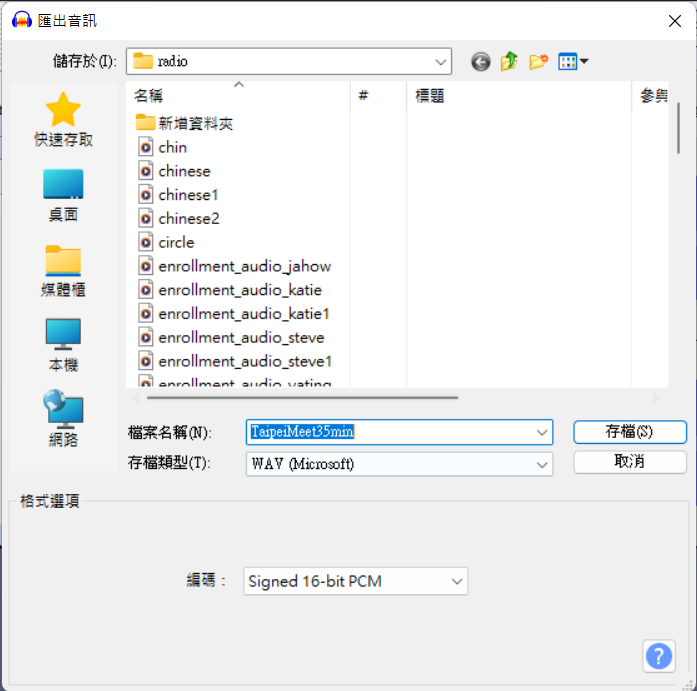 匯出音訊
儲存於(I):
radio
快速存取
桌面
媒體櫃
本機
網路
名稱
#
標題
參與
新增資料夾
chin
chinese
chinese1
chinese2
circle
enrollment_audio_jahow
enrollment_audio_katie
enrollment_audio_katie1
enrollment_audio_steve
enrollment_audio_steve1
enrollment_audio_yating
檔案名稱(N):
TaipeiMeet35min
存檔(S)
存檔類型(T):
WAV (Microsoft)
取消
格式選項
編碼：
Signed 16-bit PCM
?